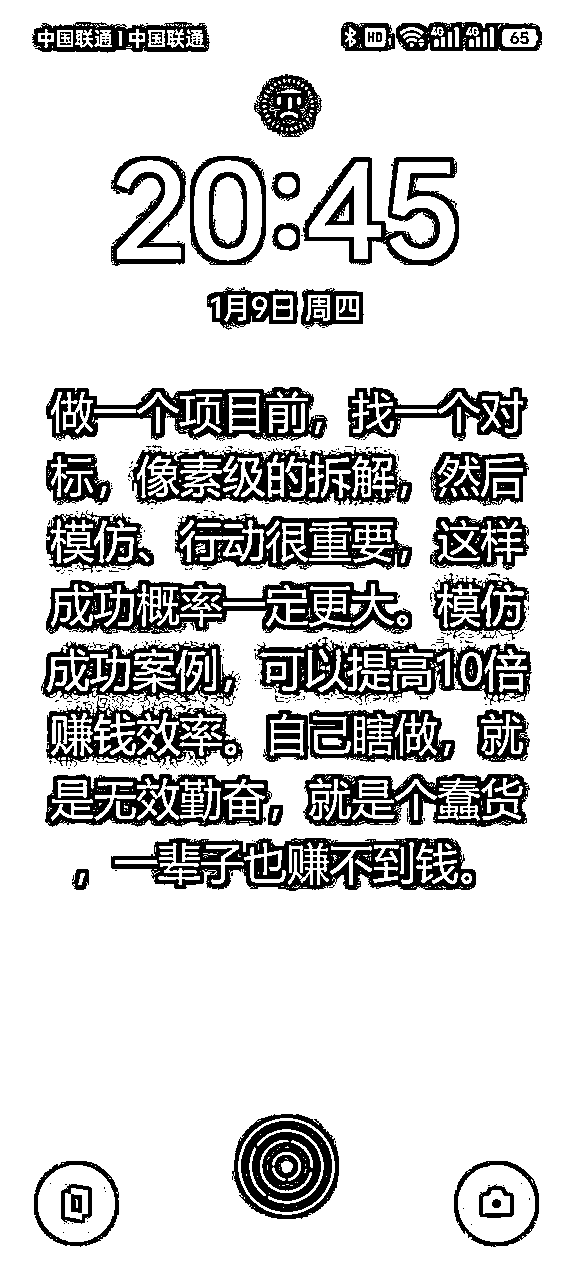 中国联通 | 中国联通 HD 4G 4G 65
20:45
1月9日 周四
做一个项目前，找一个对
标，像素级的拆解，然后
模仿、行动很重要，这样
成功概率一定更大。模仿
成功案例，可以提高10倍
赚钱效率。自己瞎做，就
是无效勤奋，就是个蠢货
，一辈子也赚不到钱。